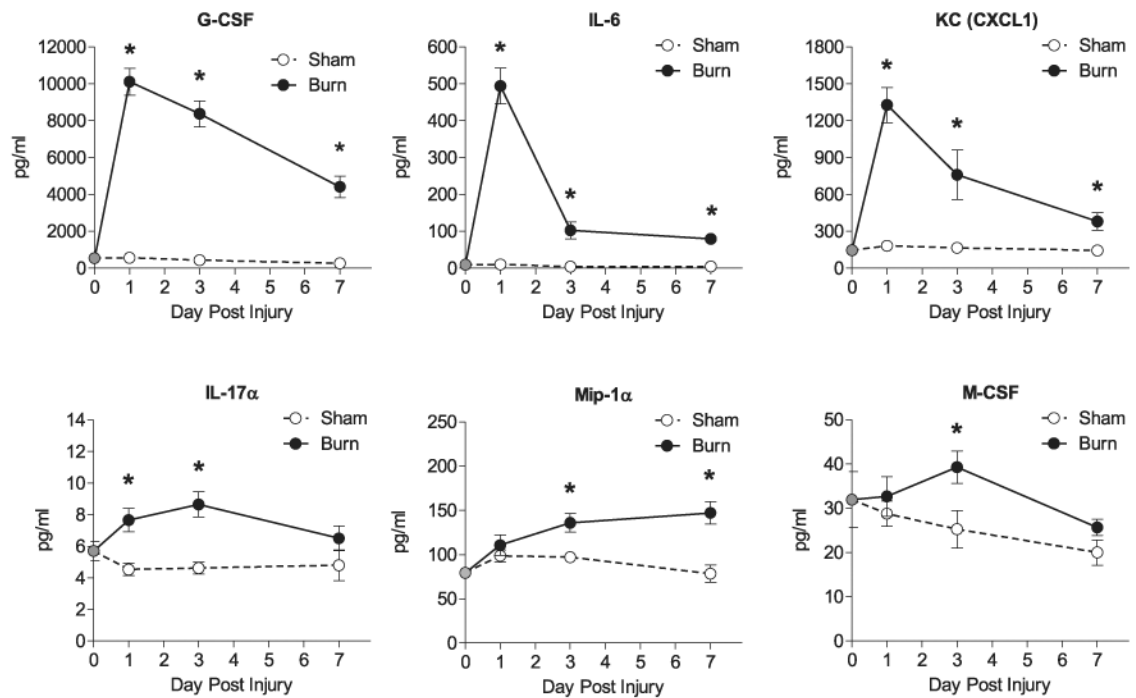 G-CSF
12000
10000
8000
6000
4000
2000
0
pg/ml
* * *
Sham
Burn
0 1 2 3 4 5 6 7
Day Post Injury
IL-6
600
500
400
300
200
100
0
pg/ml
* * *
Sham
Burn
0 1 2 3 4 5 6 7
Day Post Injury
KC (CXCL1)
1800
1500
1200
900
600
300
0
pg/ml
* * *
Sham
Burn
0 1 2 3 4 5 6 7
Day Post Injury
IL-17α
14
12
10
8
6
4
2
0
pg/ml
* *
Sham
Burn
0 1 2 3 4 5 6 7
Day Post Injury
Mip-1α
250
200
150
100
50
0
pg/ml
* *
Sham
Burn
0 1 2 3 4 5 6 7
Day Post Injury
M-CSF
50
40
30
20
10
0
pg/ml
*
Sham
Burn
0 1 2 3 4 5 6 7
Day Post Injury